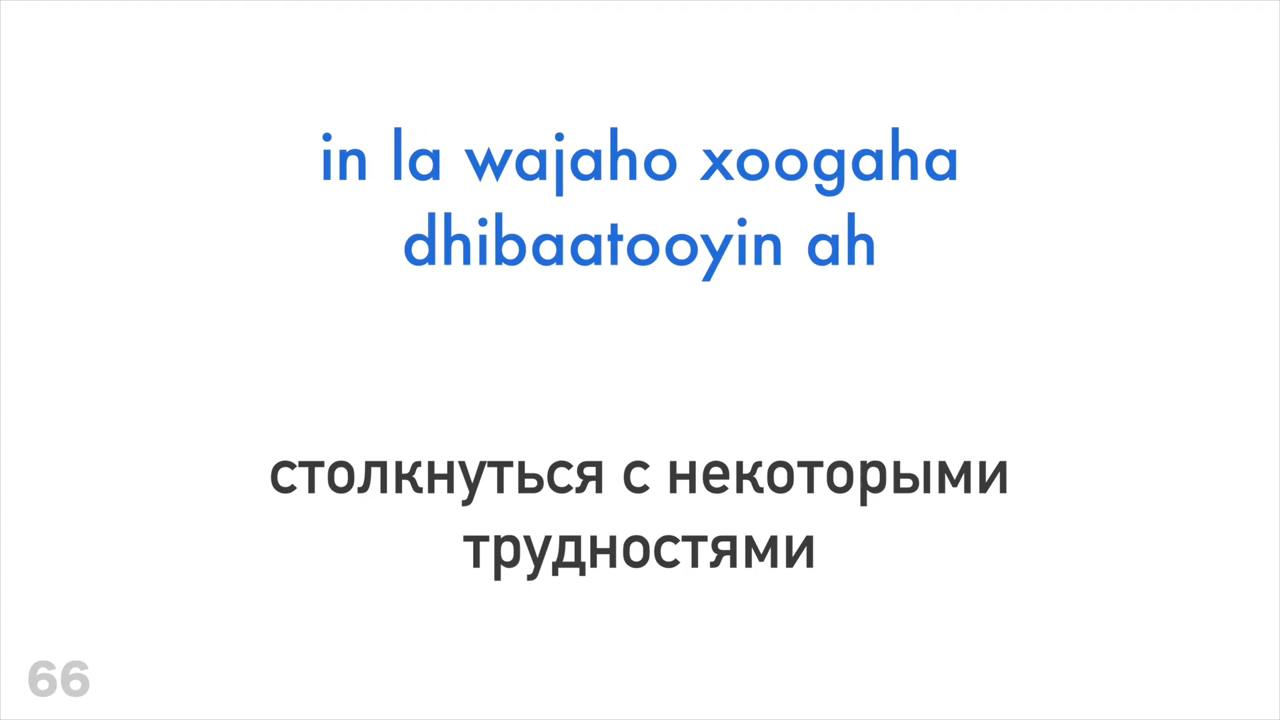 in la wajaho xoogaha
dhibaatooyin ah
столкнуться с некоторыми
трудностями
66